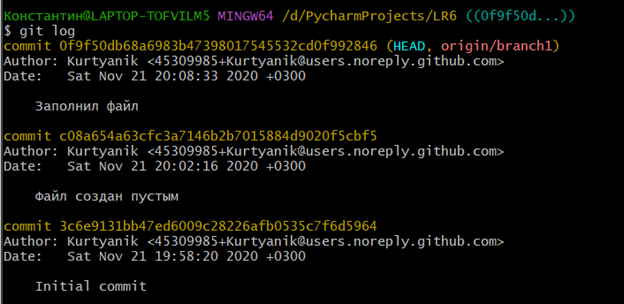 Константин@LAPTOP-TOFVILM5 MINGW64 /d/PycharmProjects/LR6 ((0f9f50d...))
$ git log
commit 0f9f50db68a6983b47398017545532cd0f992846 (HEAD, origin/branch1)
Author: Kurtyanik <45309985+Kurtyanik@users.noreply.github.com>
Date:   Sat Nov 21 20:08:33 2020 +0300
    Заполнил файл
commit c08a654a63cfc3a7146b2b7015884d9020f5cbf5
Author: Kurtyanik <45309985+Kurtyanik@users.noreply.github.com>
Date:   Sat Nov 21 20:02:16 2020 +0300
    Файл создан пустым
commit 3c6e9131bb47ed6009c28226afb0535c7f6d5964
Author: Kurtyanik <45309985+Kurtyanik@users.noreply.github.com>
Date:   Sat Nov 21 19:58:20 2020 +0300
    Initial commit